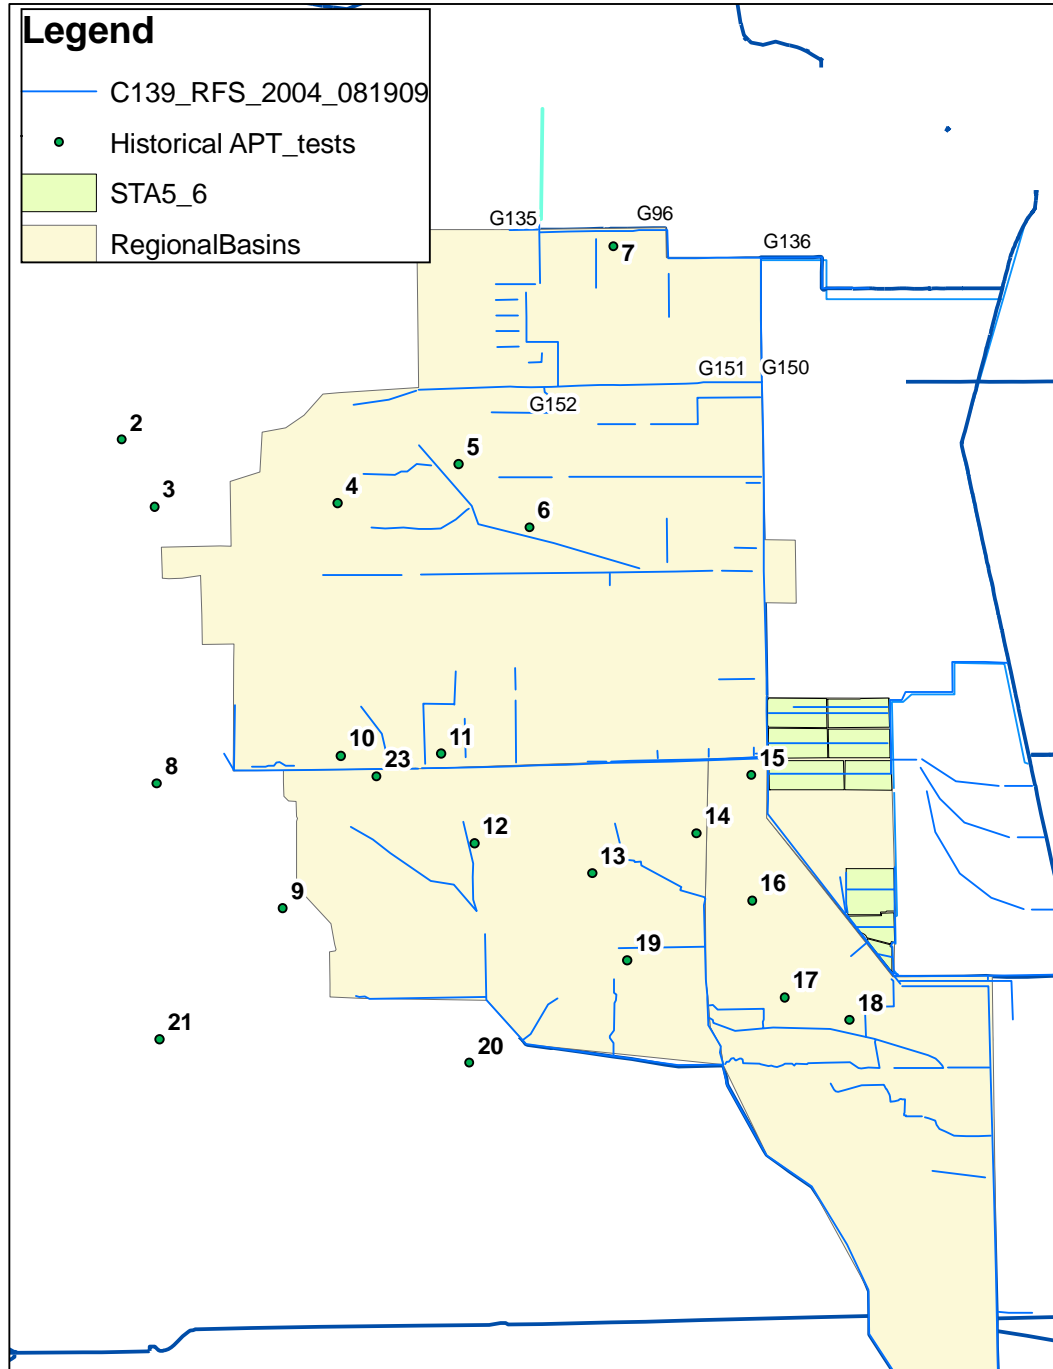 Legend
C139_RFS_2004_081909
Historical APT_tests
STA5_6
RegionalBasins
G135
G96
G136
7
G151
G150
G152
2
5
3
4
6
10
11
23
15
8
12
14
13
9
16
19
17
18
21
20